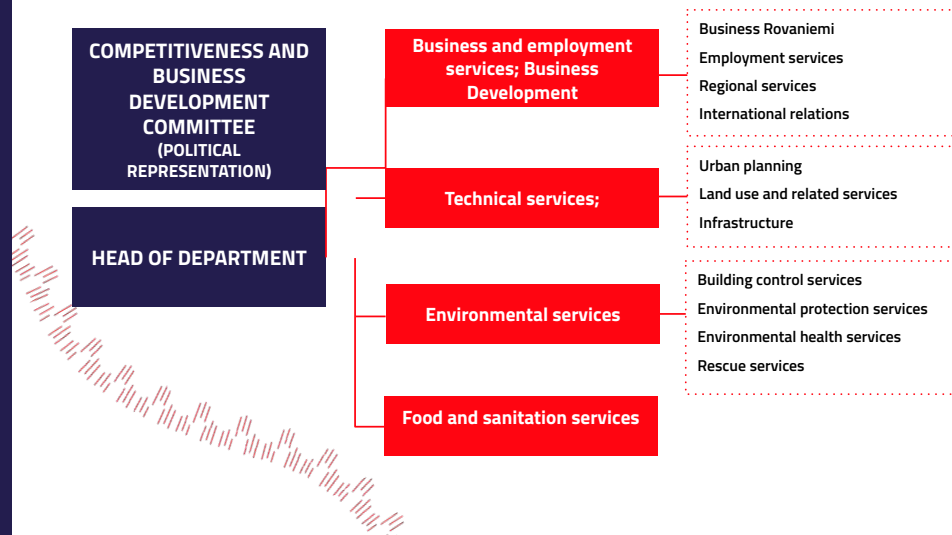 COMPETITIVENESS AND
BUSINESS
DEVELOPMENT
COMMITTEE
(POLITICAL
REPRESENTATION)
HEAD OF DEPARTMENT
Business and employment
services; Business
Development
Business Rovaniemi
Employment services
Regional services
International relations
Technical services;
Urban planning
Land use and related services
Infrastructure
Environmental services
Building control services
Environmental protection services
Environmental health services
Rescue services
Food and sanitation services